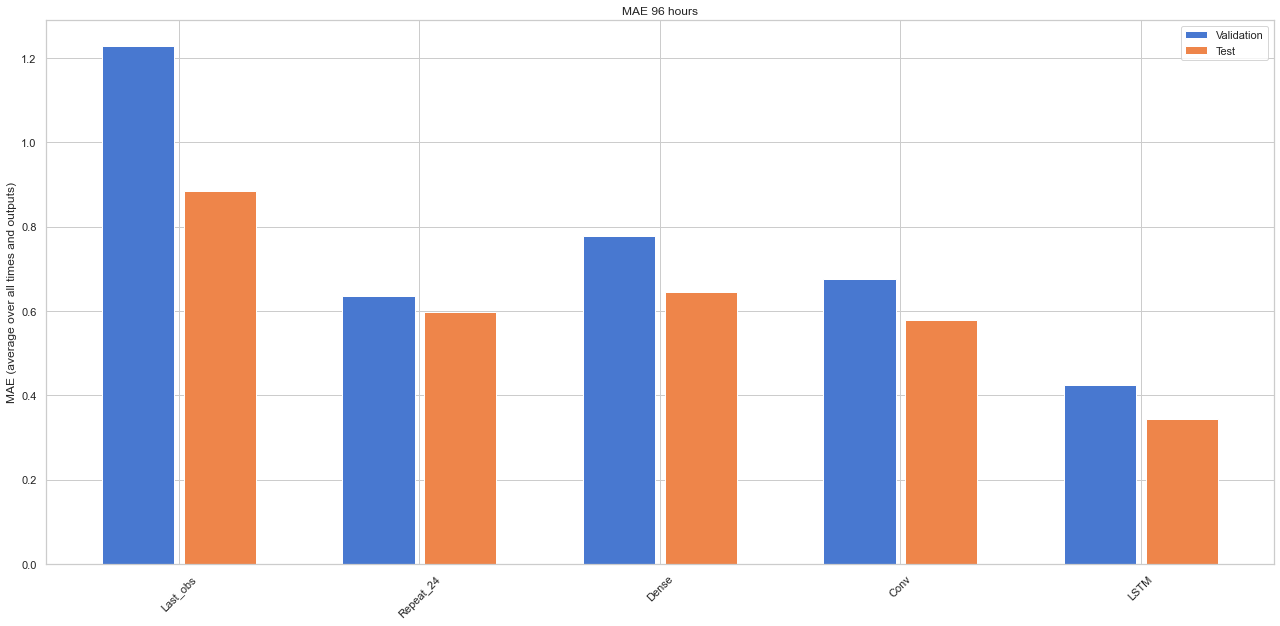 MAE 96 hours
Validation
Test
MAE (average over all times and outputs)
1.2
1.0
0.8
0.6
0.4
0.2
0.0
Last_obs
Repeat_24
Dense
Conv
LSTM